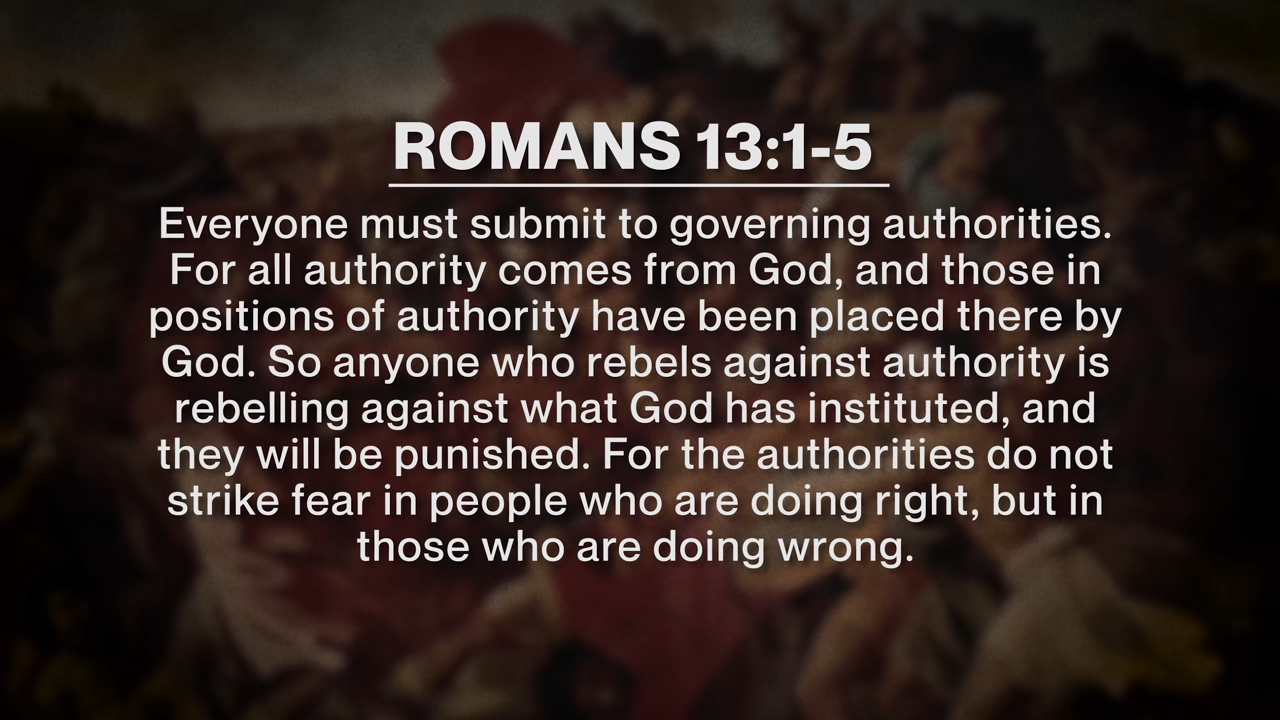 ROMANS 13:1-5
Everyone must submit to governing authorities.
For all authority comes from God, and those in
positions of authority have been placed there by
God. So anyone who rebels against authority is
rebelling against what God has instituted, and
they will be punished. For the authorities do not
strike fear in people who are doing right, but in
those who are doing wrong.